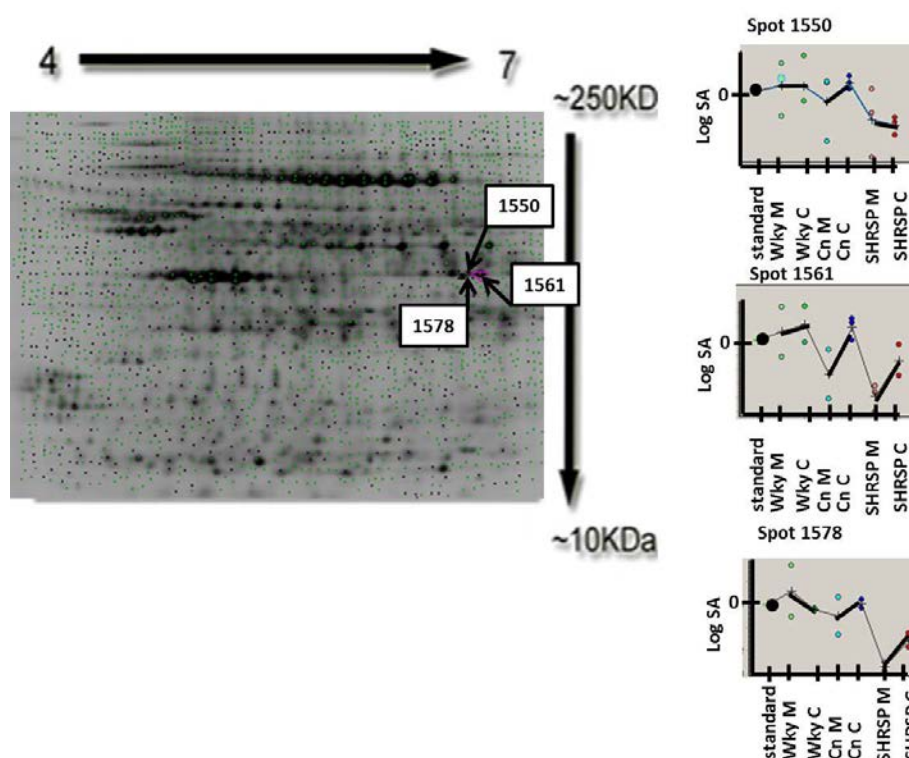 4
7
~250KD
~10KDa
1550
1561
1578
Spot 1550
Log SA
0
standard
Wky M
Wky C
Cn M
Cn C
SHRSP M
SHRSP C
Spot 1561
Log SA
0
standard
Wky M
Wky C
Cn M
Cn C
SHRSP M
SHRSP C
Spot 1578
Log SA
0
standard
Wky M
Wky C
Cn M
Cn C
SHRSP M
SHRSP C